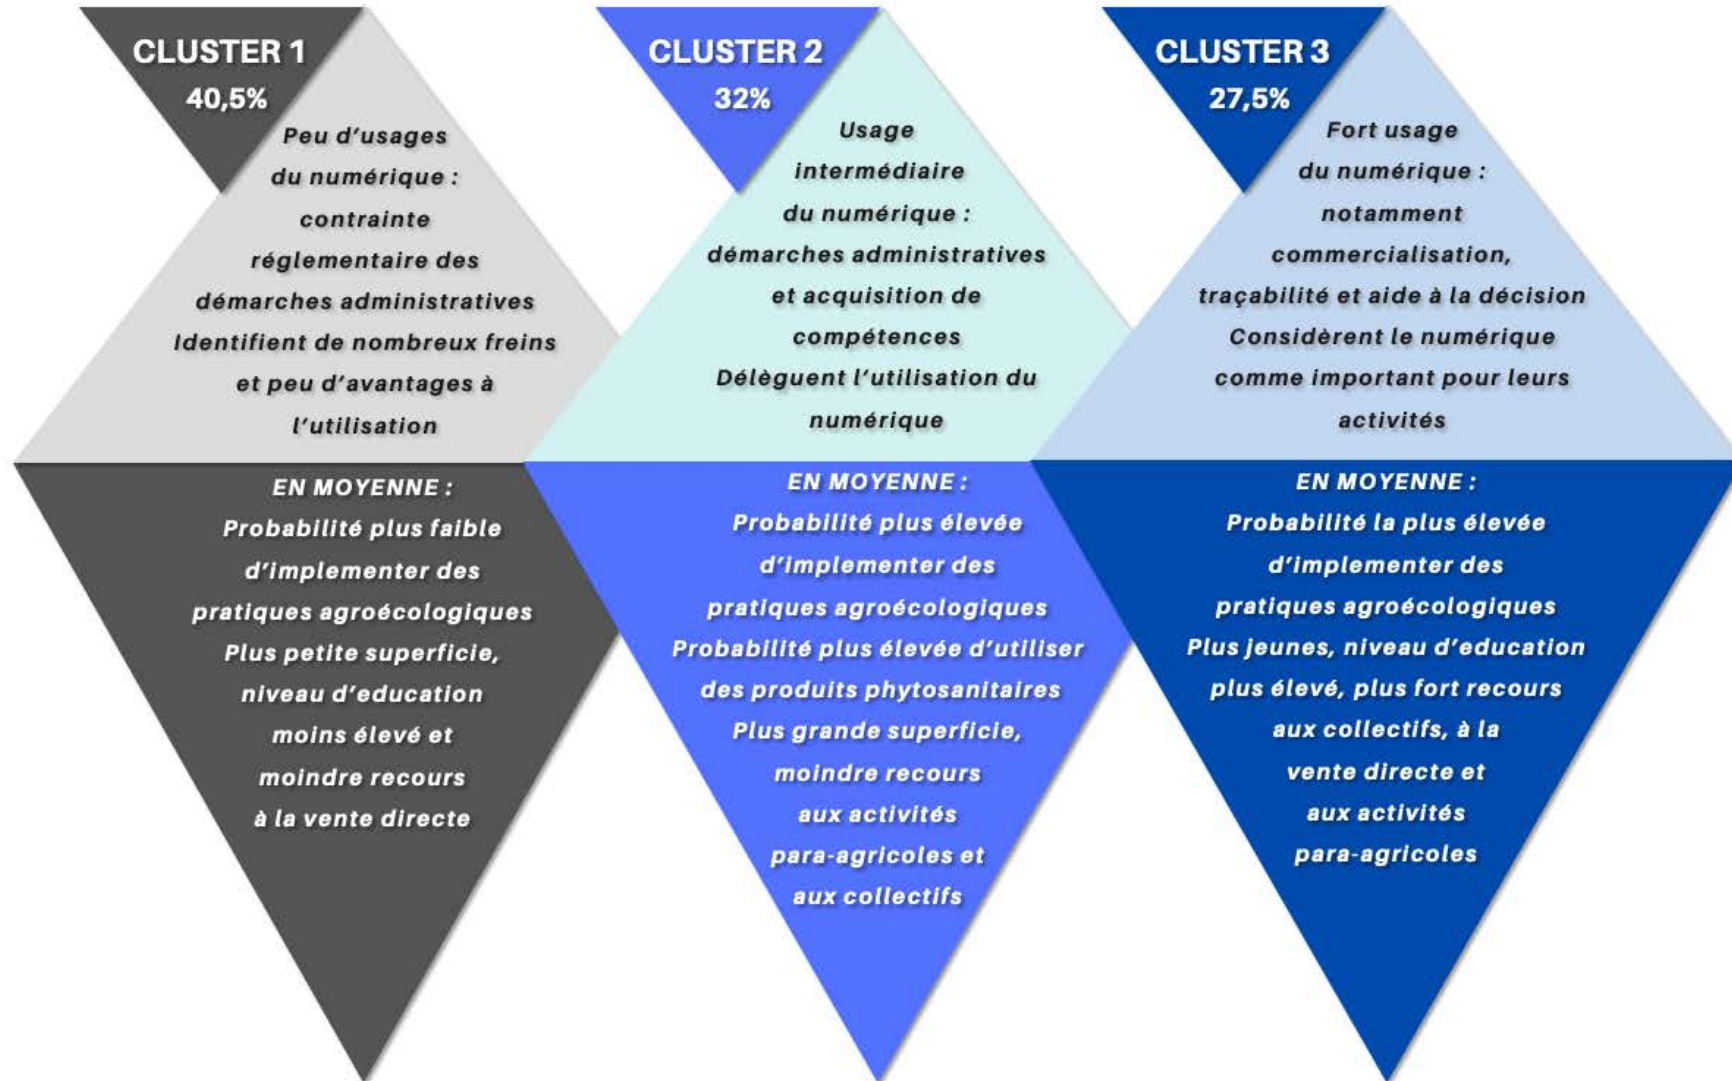 CLUSTER 1
40,5%
Peu d'usages
du numérique :
contrainte
réglementaire des
démarches administratives
Identifient de nombreux freins
et peu d'avantages à
l'utilisation
EN MOYENNE :
Probabilité plus faible
d'implementer des
pratiques agroécologiques
Plus petite superficie,
niveau d'education
moins élevé et
moindre recours
à la vente directe
CLUSTER 2
32%
Usage
intermédiaire
du numérique :
démarches administratives
et acquisition de
compétences
Délèguent l'utilisation du
numérique
EN MOYENNE :
Probabilité plus élevée
d'implementer des
pratiques agroécologiques
Probabilité plus élevée d'utiliser
des produits phytosanitaires
Plus grande superficie,
moindre recours
aux activités
para-agricoles et
aux collectifs
CLUSTER 3
27,5%
Fort usage
du numérique :
notamment
commercialisation,
traçabilité et aide à la décision
Considèrent le numérique
comme important pour leurs
activités
EN MOYENNE :
Probabilité la plus élevée
d'implementer des
pratiques agroécologiques
Plus jeunes, niveau d'education
plus élevé, plus fort recours
aux collectifs, à la
vente directe et
aux activités
para-agricoles